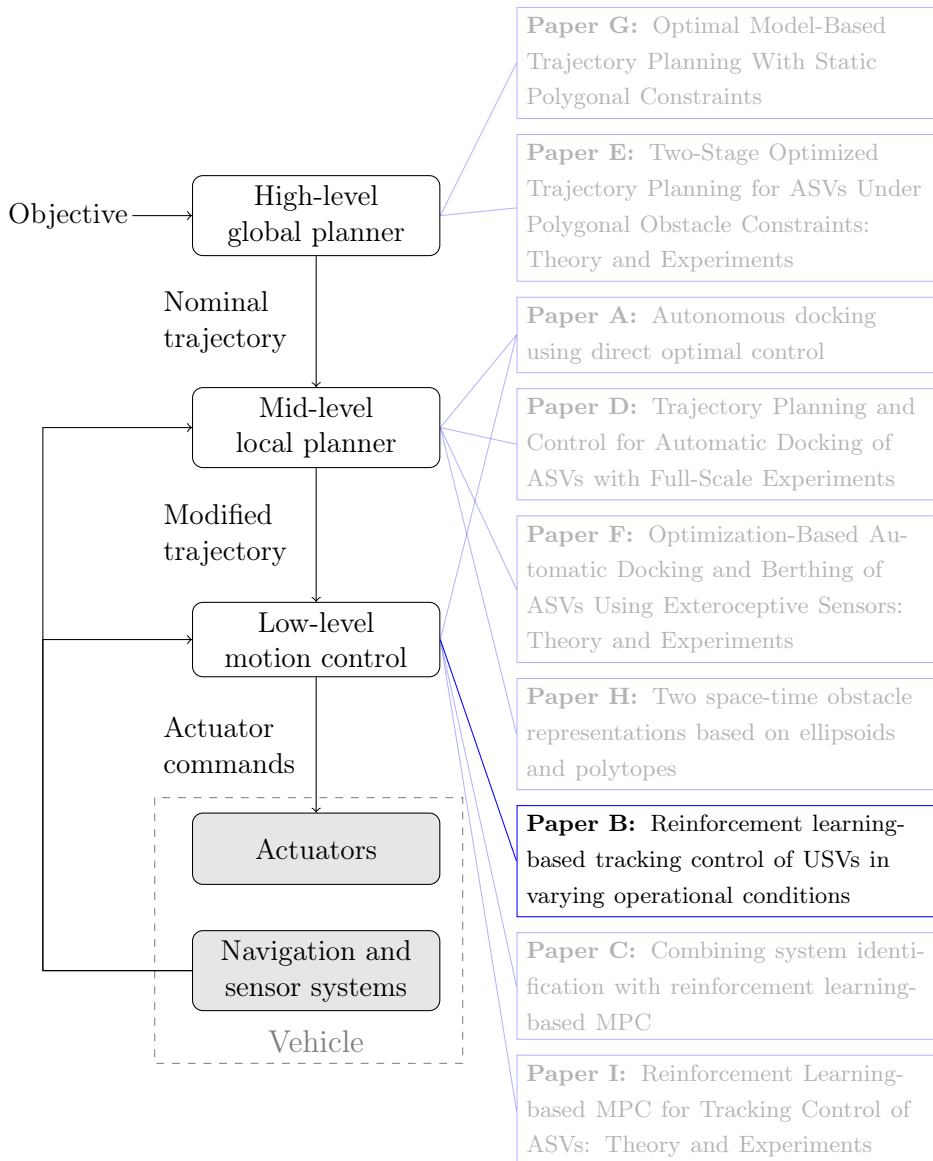 Objective
High-level
global planner
Nominal
trajectory
Mid-level
local planner
Modified
trajectory
Low-level
motion control
Actuator
commands
Actuators
Navigation and
sensor systems
Vehicle
Paper G: Optimal Model-Based
Trajectory Planning With Static
Polygonal Constraints
Paper E: Two-Stage Optimized
Trajectory Planning for ASVs Under
Polygonal Obstacle Constraints:
Theory and Experiments
Paper A: Autonomous docking
using direct optimal control
Paper D: Trajectory Planning and
Control for Automatic Docking of
ASVs with Full-Scale Experiments
Paper F: Optimization-Based Au-
tomatic Docking and Berthing of
ASVs Using Exteroceptive Sensors:
Theory and Experiments
Paper H: Two space-time obstacle
representations based on ellipsoids
and polytopes
Paper B: Reinforcement learning-
based tracking control of USVs in
varying operational conditions
Paper C: Combining system identi-
fication with reinforcement learning-
based MPC
Paper I: Reinforcement Learning-
based MPC for Tracking Control of
ASVs: Theory and Experiments